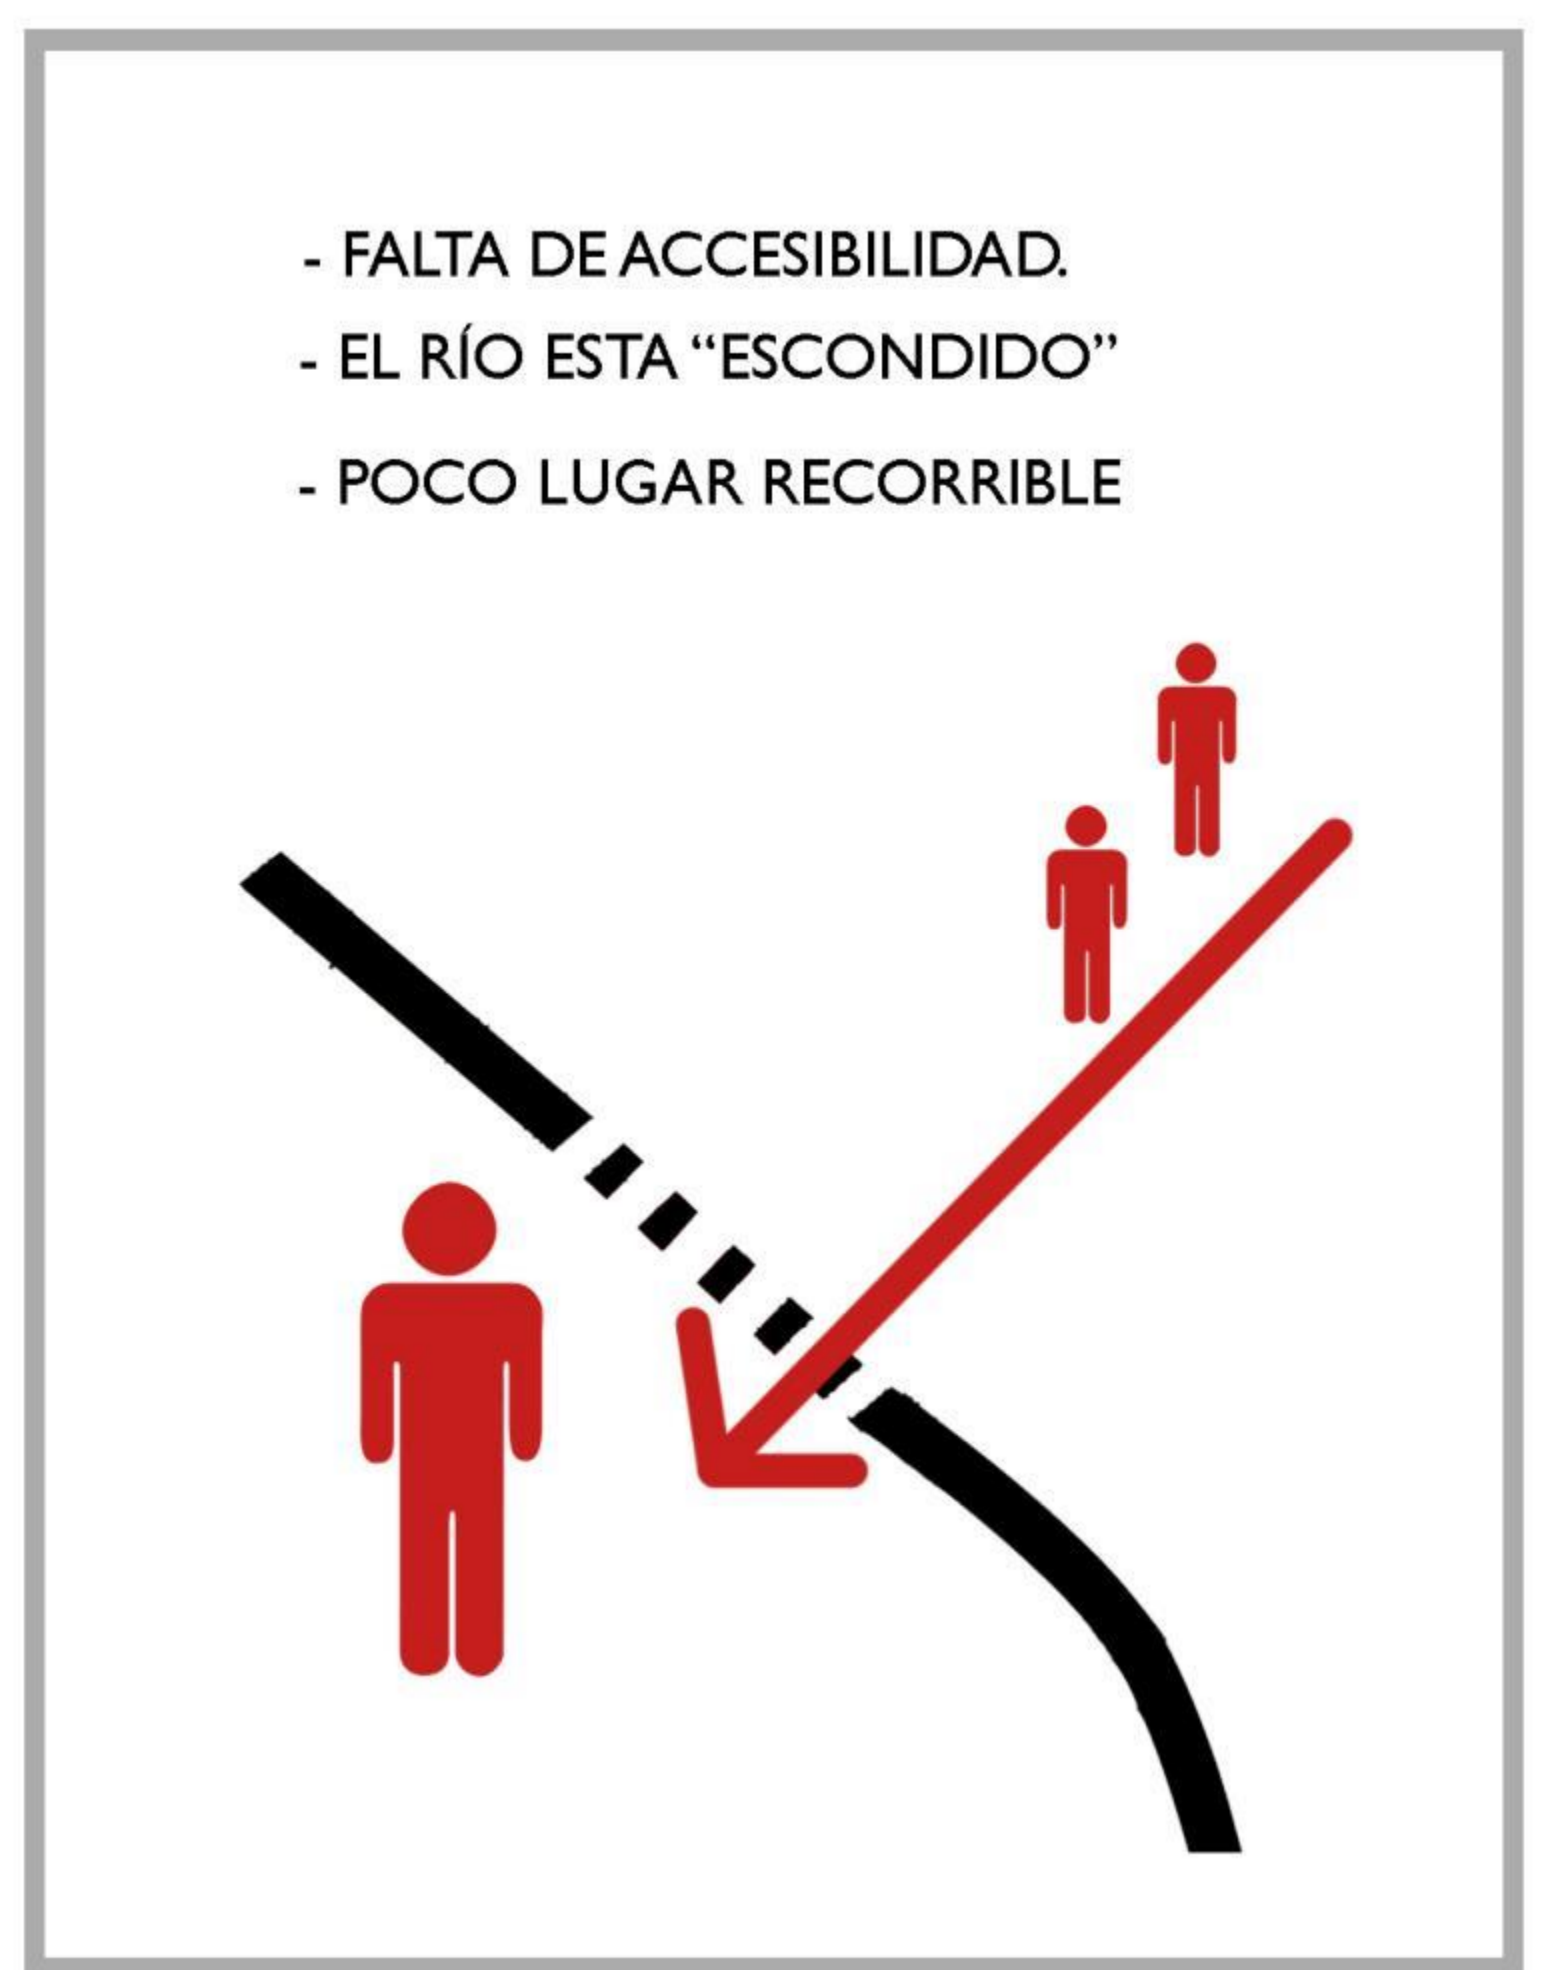 - FALTA DE ACCESIBILIDAD.
- EL RÍO ESTA “ESCONDIDO”
- POCO LUGAR RECORRIBLE